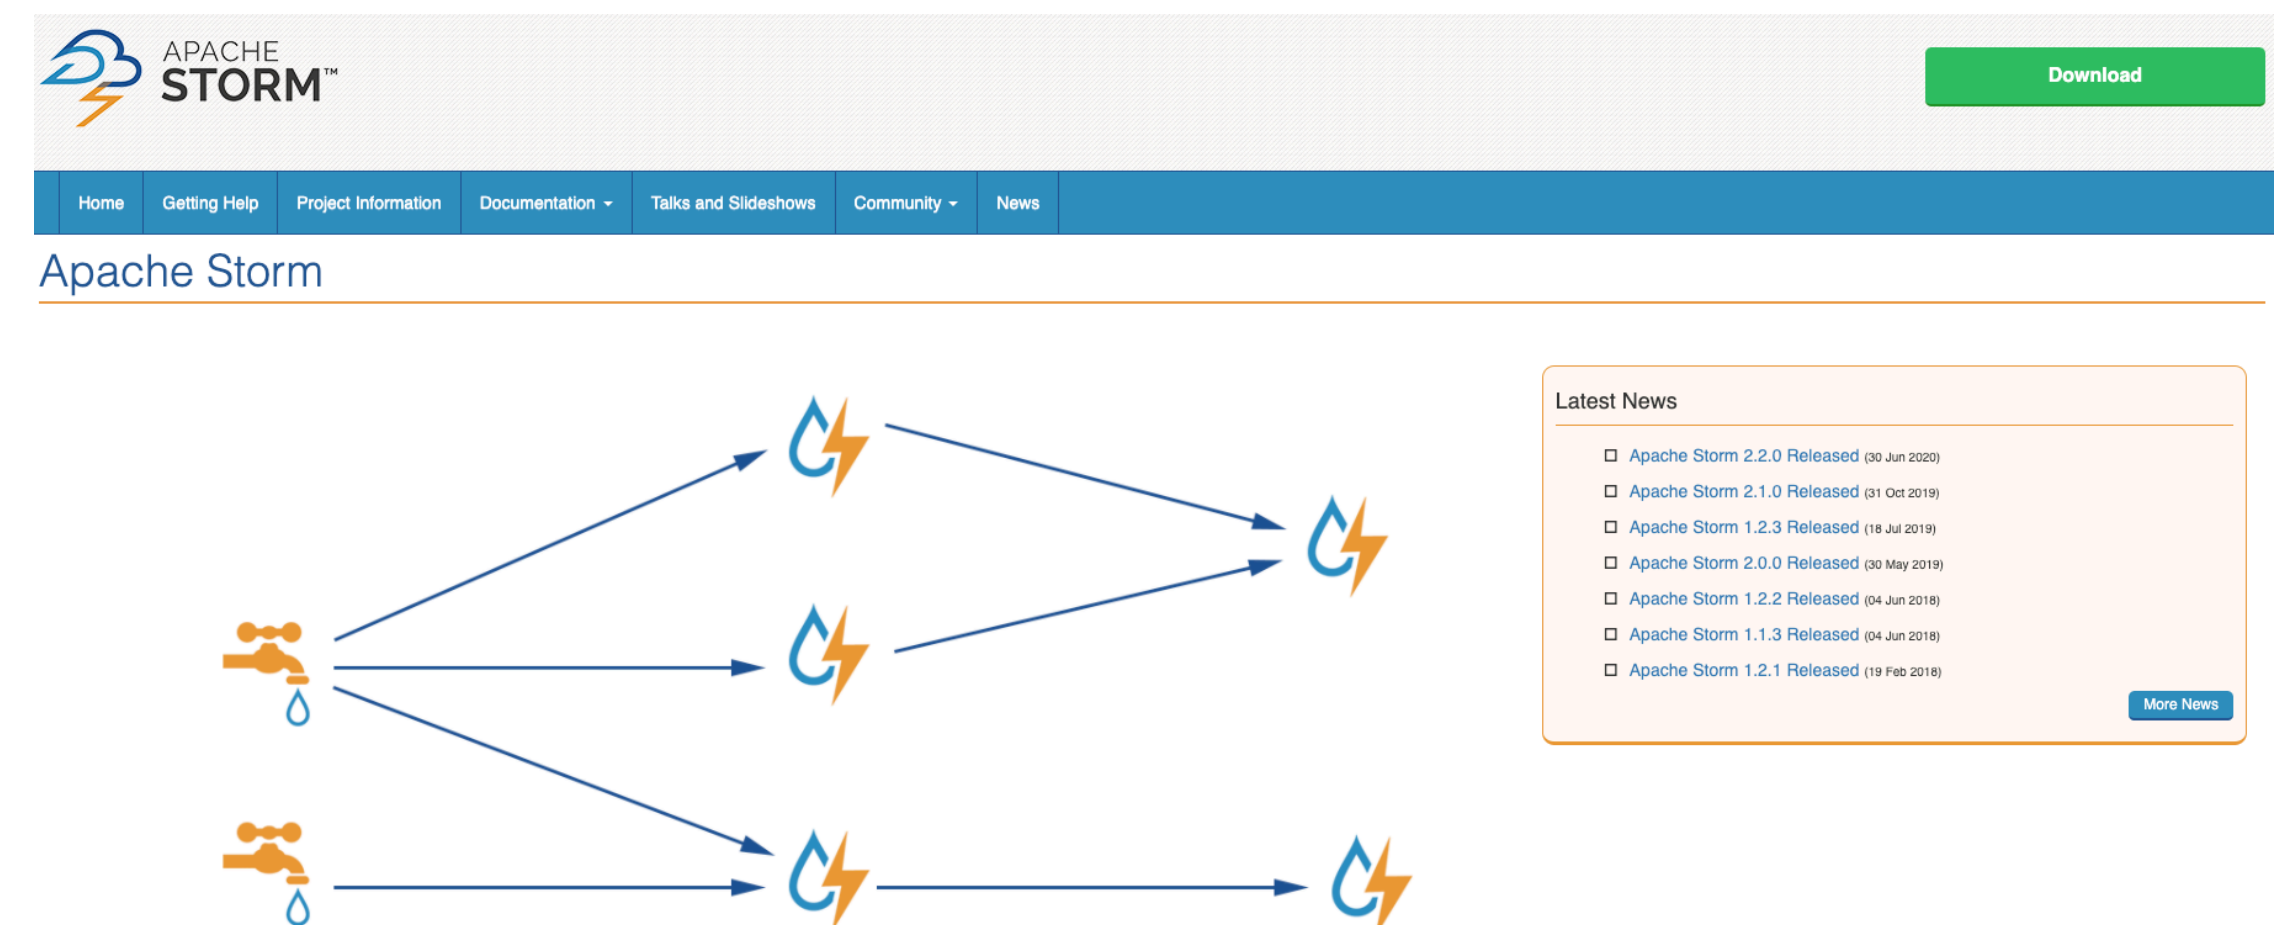 APACHE
STORM™
Download
Home Getting Help Project Information Documentation Talks and Slideshows Community News
Apache Storm
Latest News
Apache Storm 2.2.0 Released (30 Jun 2020)
Apache Storm 2.1.0 Released (31 Oct 2019)
Apache Storm 1.2.3 Released (18 Jul 2019)
Apache Storm 2.0.0 Released (30 May 2019)
Apache Storm 1.2.2 Released (04 Jun 2018)
Apache Storm 1.1.3 Released (04 Jun 2018)
Apache Storm 1.2.1 Released (19 Feb 2018)
More News